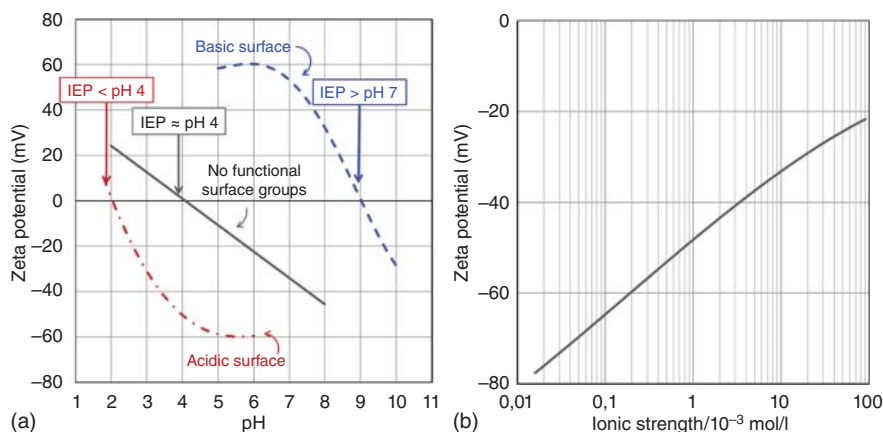 Zeta potential (mV)
80
60
40
20
0
−20
−40
−60
−80
Basic surface
IEP < pH 4
IEP > pH 7
IEP ≈ pH 4
No functional
surface groups
Acidic surface
1 2 3 4 5 6 7 8 9 10 11
(a)
pH
Zeta potential (mV)
0
−20
−40
−60
−80
0,01 0,1 1 10 100
(b)
Ionic strength/10⁻³ mol/l